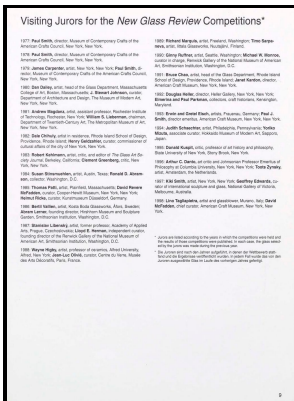 Visiting Jurors for the New Glass Review Competitions*
1977: Paul Smith, director, Museum of Contemporary Crafts of the
American Crafts Council, New York, New York.
1978: Paul Smith, director, Museum of Contemporary Crafts of the
American Crafts Council, New York, New York.
1979: James Carpenter, artist, New York, New York; Paul Smith, di-
rector, Museum of Contemporary Crafts of the American Crafts Council,
New York, New York.
1980: Dan Dailey, artist, head of the Glass Department, Massachusetts
College of Art, Boston, Massachusetts; J. Stewart Johnson, curator,
Department of Architecture and Design, The Museum of Modern Art,
New York, New York.
1981: Andrew Magdanz, artist, assistant professor, Rochester Institute
of Technology, Rochester, New York; William S. Lieberman, chairman,
Department of Twentieth-Century Art, The Metropolitan Museum of Art,
New York, New York.
1982: Dale Chihuly, artist in residence, Rhode Island School of Design,
Providence, Rhode Island; Henry Geldzahler, curator; commissioner of
cultural affairs of the city of New York, New York.
1983: Robert Kehlmann, artist, critic, and editor of The Glass Art So-
ciety Journal, Berkeley, California; Clement Greenberg, critic, New
York, New York.
1984: Susan Stinsmuehlen, artist, Austin, Texas; Ronald D. Abram-
son, collector, Washington, D.C.
1985: Thomas Patti, artist, Plainfield, Massachusetts; David Revere
McFadden, curator, Cooper-Hewitt Museum, New York, New York;
Helmut Ricke, curator, Kunstmuseum Düsseldorf, Germany.
1986: Bertil Vallien, artist, Kosta Boda Glassworks, Åfors, Sweden;
Abram Lerner, founding director, Hirshhorn Museum and Sculpture
Garden, Smithsonian Institution, Washington, D.C.
1987: Stanislav Libenský, artist, former professor, Academy of Applied
Arts, Prague, Czechoslovakia; Lloyd E. Herman, independent curator,
founding director of the Renwick Gallery of the National Museum of
American Art, Smithsonian Institution, Washington, D.C.
1988: Wayne Higby, artist, professor of ceramics, Alfred University,
Alfred, New York; Jean-Luc Olivié, curator, Centre du Verre, Musée
des Arts Décoratifs, Paris, France.
1989: Richard Marquis, artist, Freeland, Washington; Timo Sarpa-
neva, artist, Iittala Glassworks, Nuutajärvi, Finland.
1990: Ginny Ruffner, artist, Seattle, Washington; Michael W. Monroe,
curator in charge, Renwick Gallery of the National Museum of American
Art, Smithsonian Institution, Washington, D.C.
1991: Bruce Chao, artist, head of the Glass Department, Rhode Island
School of Design, Providence, Rhode Island; Janet Kardon, director,
American Craft Museum, New York, New York.
1992: Douglas Heller, director, Heller Gallery, New York, New York;
Elmerina and Paul Parkman, collectors, craft historians, Kensington,
Maryland.
1993: Erwin and Gretel Eisch, artists, Frauenau, Germany; Paul J.
Smith, director emeritus, American Craft Museum, New York, New
York.
1994: Judith Schaechter, artist, Philadelphia, Pennsylvania; Yoriko
Mizuta, associate curator, Hokkaido Museum of Modern Art, Sapporo,
Japan.
1995: Donald Kuspit, critic, professor of art history and philosophy,
State University of New York, Stony Brook, New York.
1996: Arthur C. Danto, art critic and Johnsonian Professor Emeritus of
Philosophy at Columbia University, New York, New York; Toots Zynsky,
artist, Amsterdam, the Netherlands.
1997: Kiki Smith, artist, New York, New York; Geoffrey Edwards, cu-
rator of international sculpture and glass, National Gallery of Victoria,
Melbourne, Australia.
1998: Lino Tagliapietra, artist and glassblower, Murano, Italy; David
McFadden, chief curator, American Craft Museum, New York, New
York.
* Jurors are listed according to the years in which the competitions were held and
the results of these competitions were published. In each case, the glass select-
ed by the jurors was made during the previous year.
* Die Juroren sind nach den Jahren aufgelistet, in denen der Wettbewerb statt-
fand und die Ergebnisse veröffentlicht wurden. In jedem Fall wurde das von den
Juroren ausgewählte Glas im Laufe des vorherigen Jahres gefertigt.
9